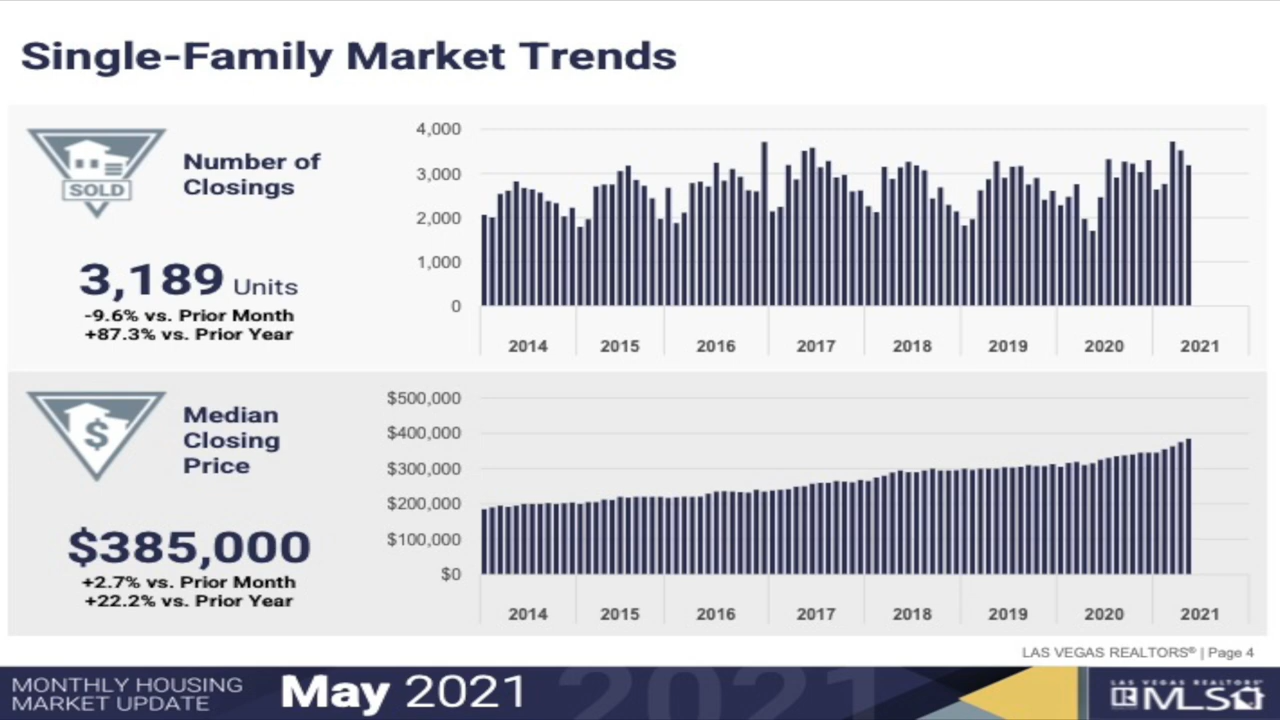 Single-Family Market Trends
SOLD
Number of
Closings
3,189 Units
-9.6% vs. Prior Month
+87.3% vs. Prior Year
4,000
3,000
2,000
1,000
0
2014 2015 2016 2017 2018 2019 2020 2021
$
Median
Closing
Price
$385,000
+2.7% vs. Prior Month
+22.2% vs. Prior Year
$500,000
$400,000
$300,000
$200,000
$100,000
$0
2014 2015 2016 2017 2018 2019 2020 2021
LAS VEGAS REALTORS® | Page 4
MONTHLY HOUSING
MARKET UPDATE
May 2021
2021
LAS VEGAS REALTORS®
R MLS